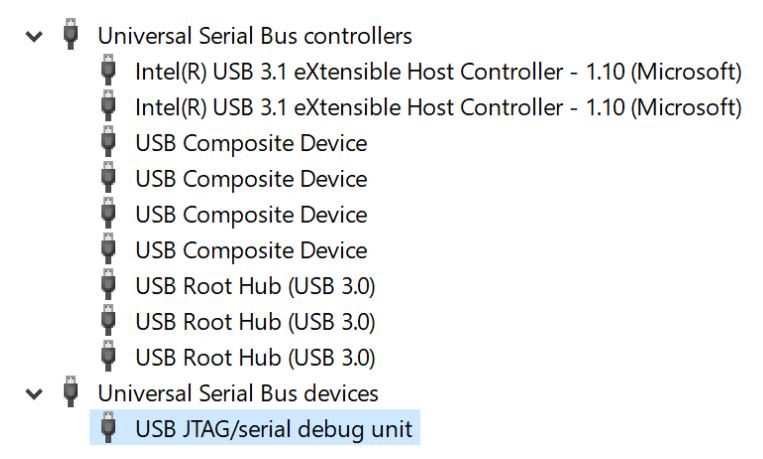 Universal Serial Bus controllers
Intel(R) USB 3.1 eXtensible Host Controller - 1.10 (Microsoft)
Intel(R) USB 3.1 eXtensible Host Controller - 1.10 (Microsoft)
USB Composite Device
USB Composite Device
USB Composite Device
USB Composite Device
USB Root Hub (USB 3.0)
USB Root Hub (USB 3.0)
USB Root Hub (USB 3.0)
Universal Serial Bus devices
USB JTAG/serial debug unit